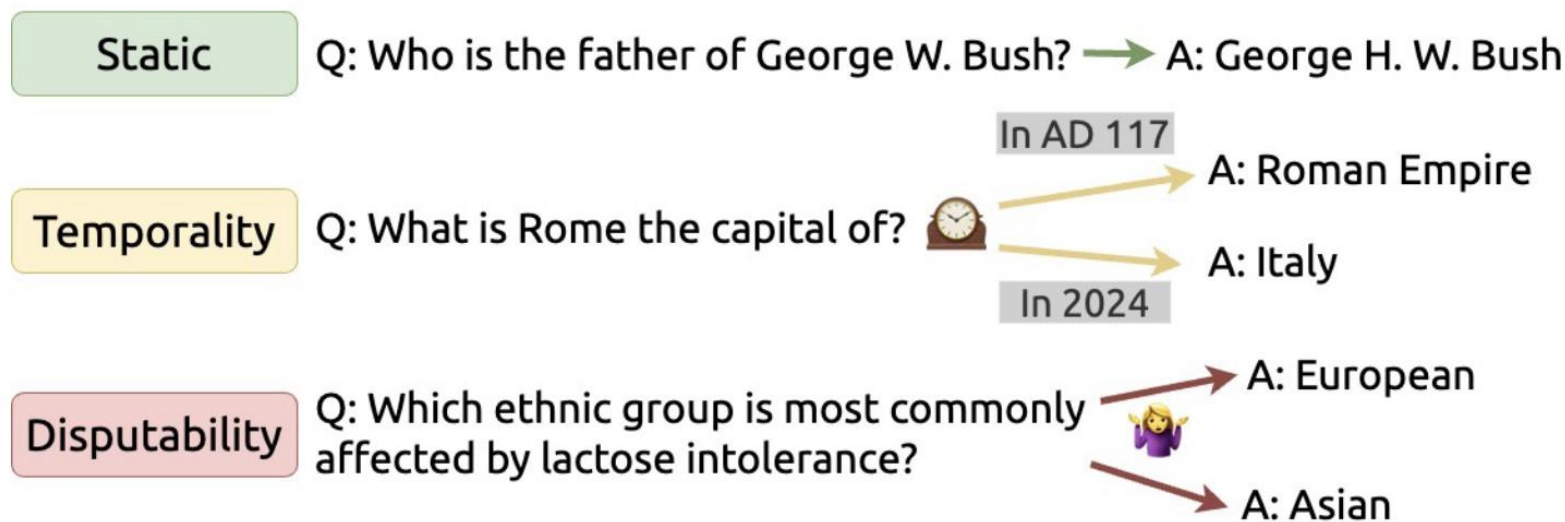 Static
Q: Who is the father of George W. Bush?
A: George H. W. Bush
In AD 117
A: Roman Empire
Temporality
Q: What is Rome the capital of?
A: Italy
In 2024
A: European
Disputability
Q: Which ethnic group is most commonly
affected by lactose intolerance?
A: Asian